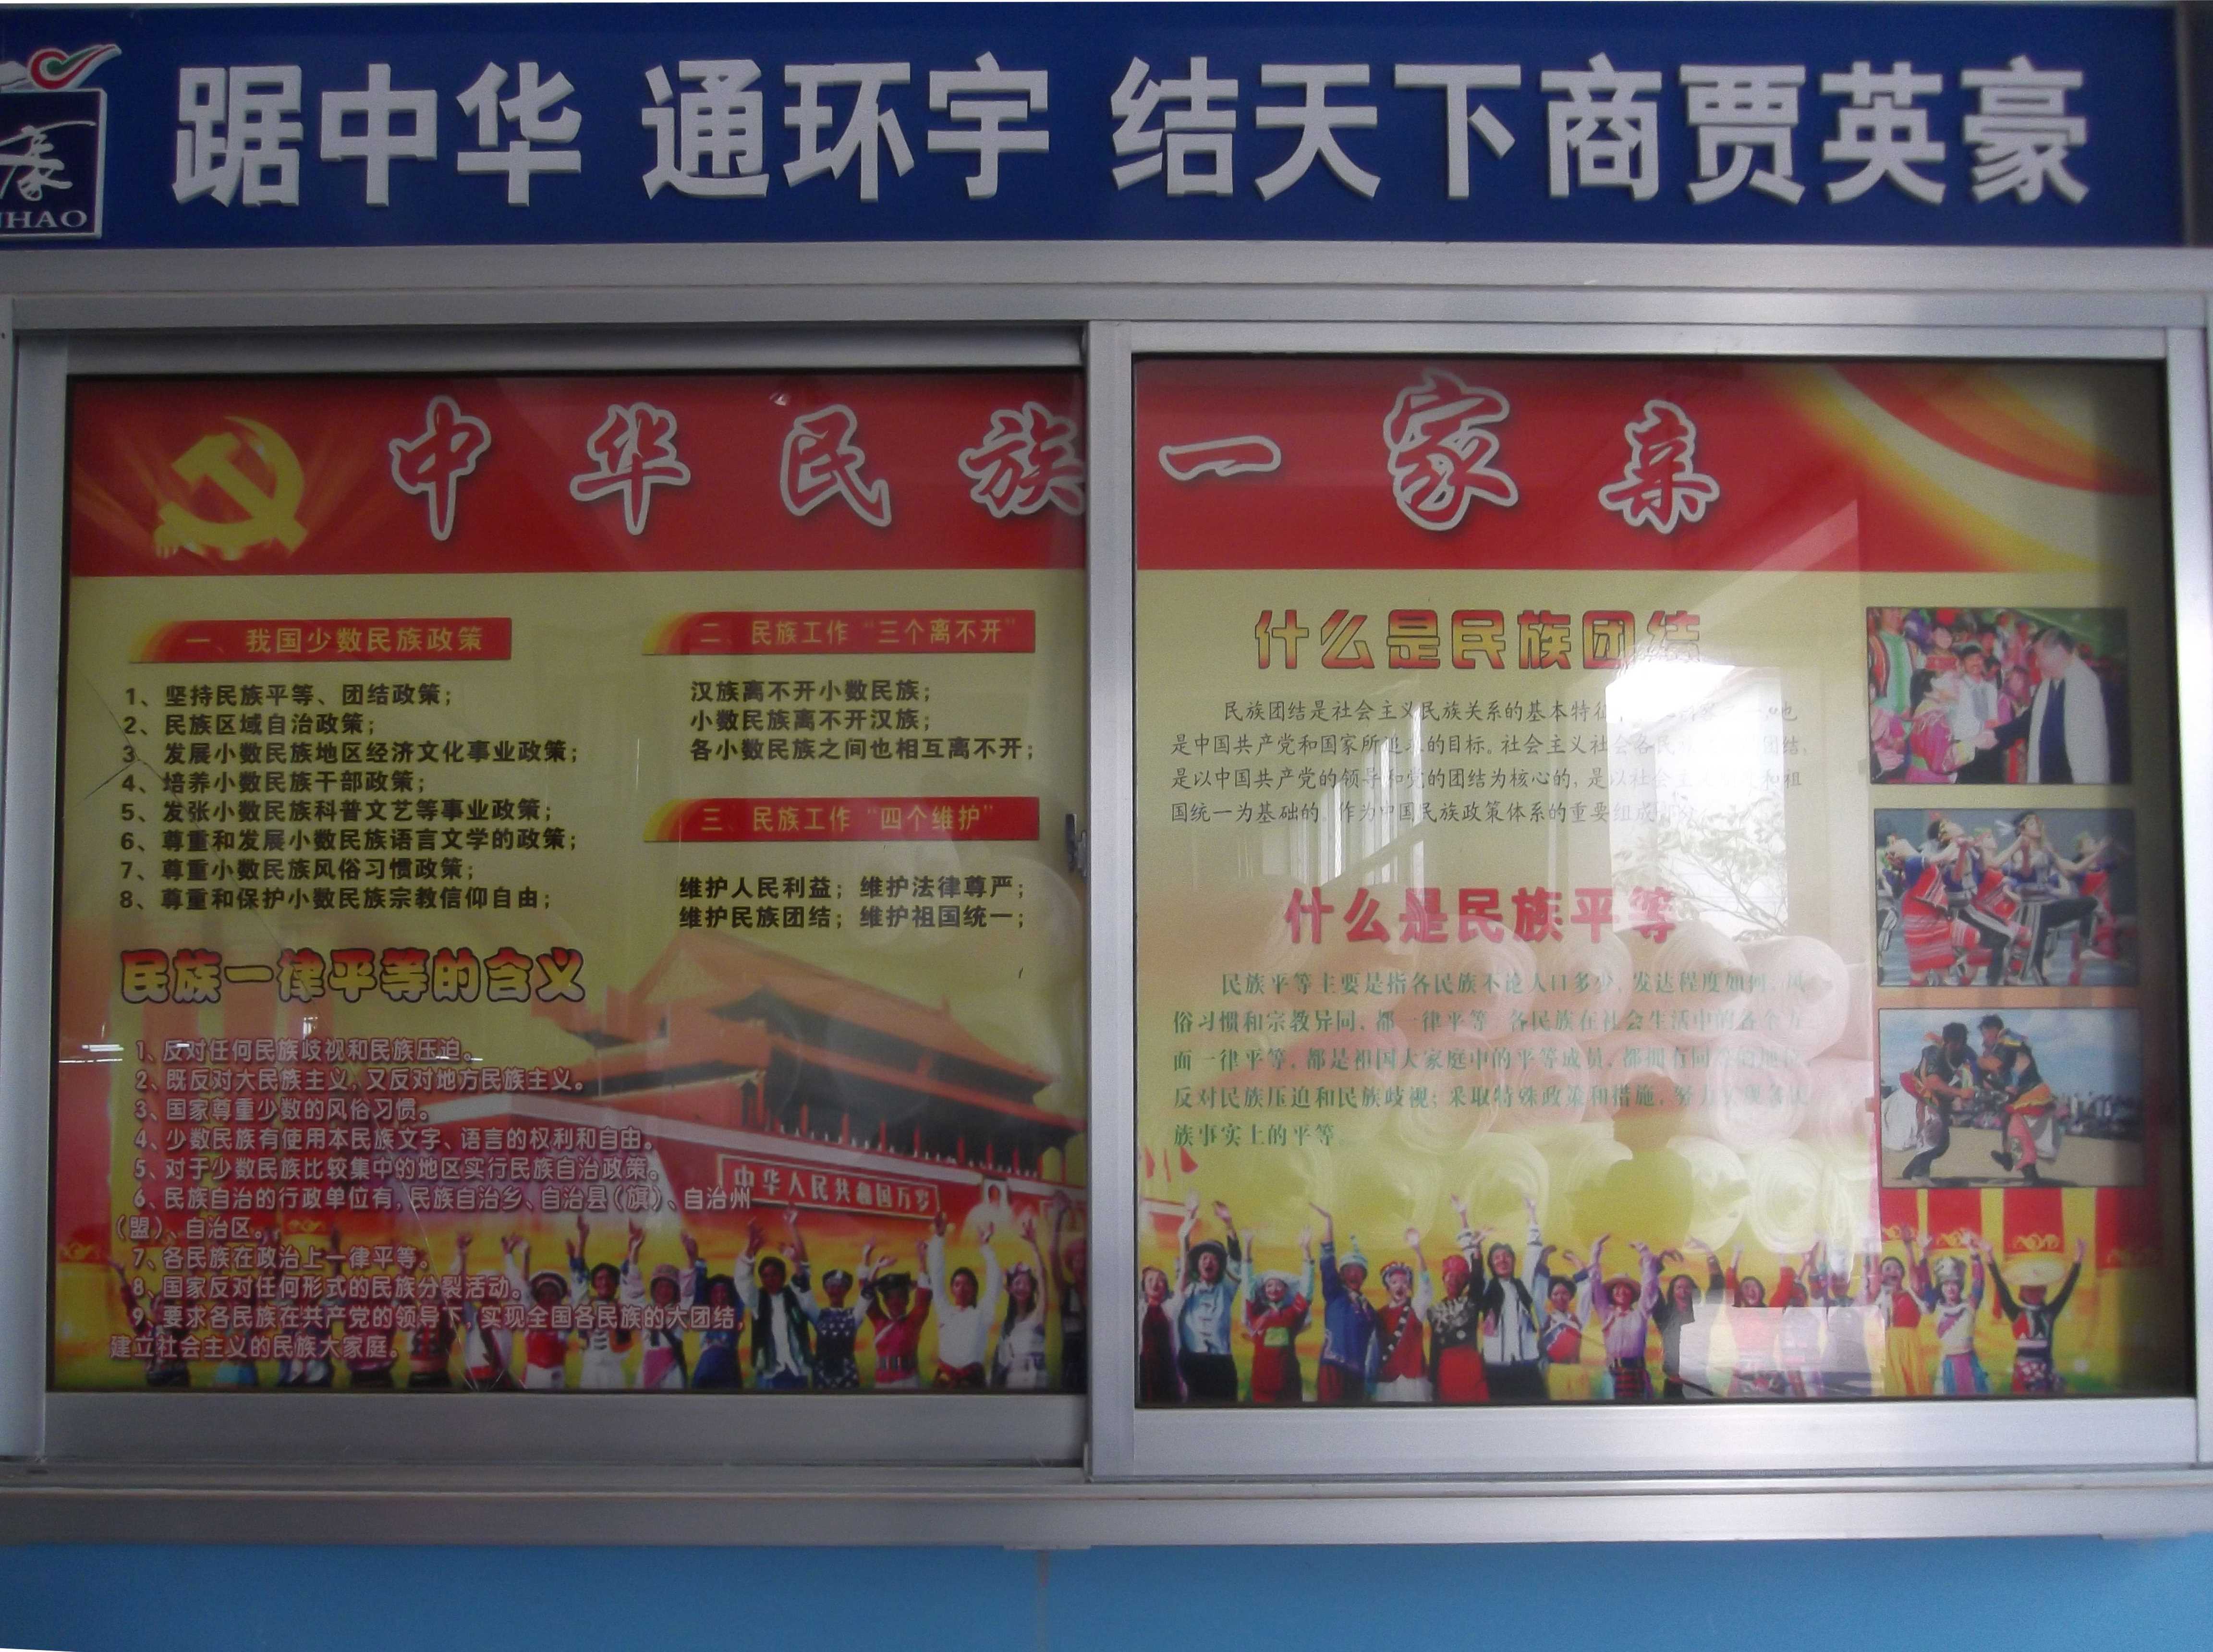 踞中华 通环宇 结天下商贾英豪
HAO
中华民族一家亲
一、我国少数民族政策
1、坚持民族平等、团结政策；
2、民族区域自治政策；
3、发展小数民族地区经济文化事业政策；
4、培养小数民族干部政策；
5、发张小数民族科普文艺等事业政策；
6、尊重和发展小数民族语言文学的政策；
7、尊重小数民族风俗习惯政策；
8、尊重和保护小数民族宗教信仰自由；
二、民族工作“三个离不开”
汉族离不开小数民族；
小数民族离不开汉族；
各小数民族之间也相互离不开；
三、民族工作“四个维护”
维护人民利益；维护法律尊严；
维护民族团结；维护祖国统一；
民族一律平等的含义
1、反对任何民族歧视和民族压迫。
2、既反对大民族主义，又反对地方民族主义。
3、国家尊重少数的风俗习惯。
4、少数民族有使用本民族文字、语言的权利和自由。
5、对于少数民族比较集中的地区实行民族自治政策。
6、民族自治的行政单位有，民族自治乡、自治县（旗）、自治州
（盟）、自治区。
7、各民族在政治上一律平等。
8、国家反对任何形式的民族分裂活动。
9、要求各民族在共产党的领导下，实现全国各民族的大团结，
建立社会主义的民族大家庭。
中华人民共和国万岁
什么是民族团结
民族团结是社会主义民族关系的基本特征 也
是中国共产党和国家所追求的目标。社会主义社会各民 团结，
是以中国共产党的领导和党的团结为核心的，是以社会主 和祖
国统一为基础的。作为中国民族政策体系的重要组成部分
什么是民族平等
民族平等主要是指各民族不论人口多少，发达程度如何，风
俗习惯和宗教异同，都一律平等。各民族在社会生活中的各个方
面一律平等，都是祖国大家庭中的平等成员，都拥有同等的地位，
反对民族压迫和民族歧视；采取特殊政策和措施，努力 各民
族事实上的平等。